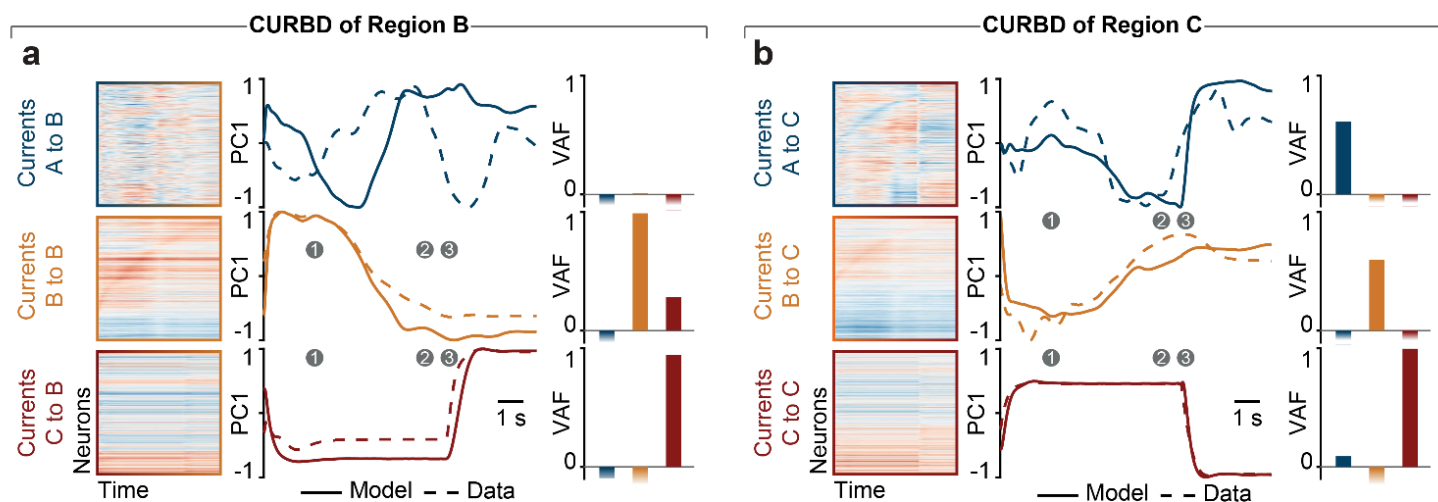 CURBD of Region B
a
Currents
A to B
PC1
1
-1
VAF
1
0
Currents
B to B
PC1
1
-1
1
2
3
VAF
1
0
Currents
C to B
Neurons
PC1
1
-1
1
2
3
1 s
VAF
1
0
Time
Model
Data
CURBD of Region C
b
Currents
A to C
PC1
1
-1
VAF
1
0
Currents
B to C
PC1
1
-1
1
2
3
VAF
1
0
Currents
C to C
Neurons
PC1
1
-1
1
2
3
1 s
VAF
1
0
Time
Model
Data